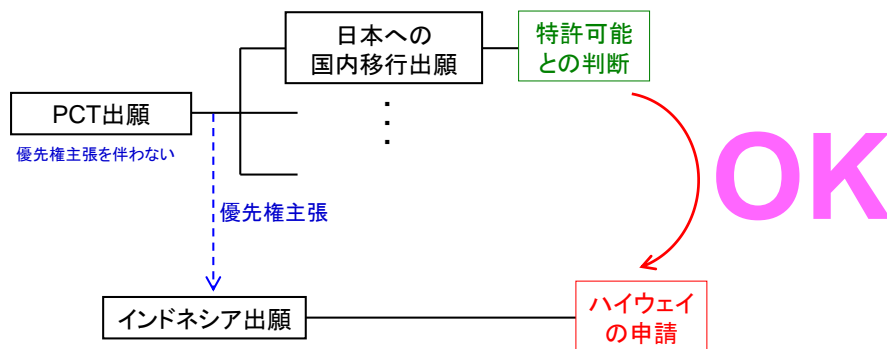 日本への
国内移行出願
特許可能
との判断
PCT出願
優先権主張を伴わない
・
・
・
OK
優先権主張
インドネシア出願
ハイウェイ
の申請